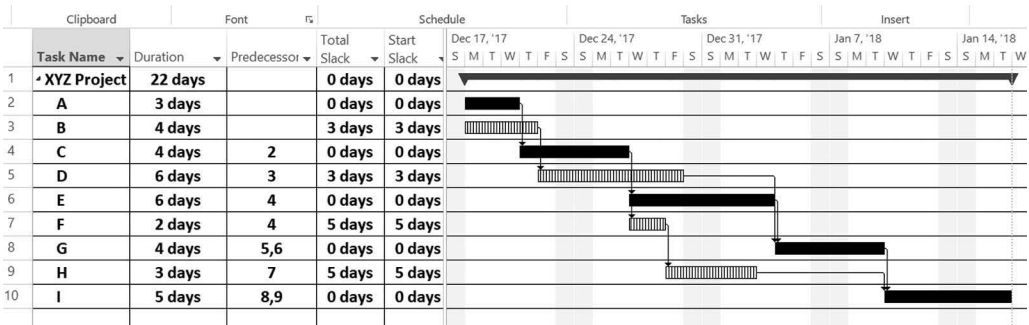 Clipboard Font Schedule Tasks Insert
Total Start Dec 17, '17 Dec 24, '17 Dec 31, '17 Jan 7, '18 Jan 14, '18
Task Name Duration Predecessor Slack Slack S M T W T F S S M T W T F S S M T W T F S S M T W T F S S M T W
1 XYZ Project 22 days 0 days 0 days
2 A 3 days 0 days 0 days
3 B 4 days 3 days 3 days
4 C 4 days 2 0 days 0 days
5 D 6 days 3 3 days 3 days
6 E 6 days 4 0 days 0 days
7 F 2 days 4 5 days 5 days
8 G 4 days 5,6 0 days 0 days
9 H 3 days 7 5 days 5 days
10 I 5 days 8,9 0 days 0 days